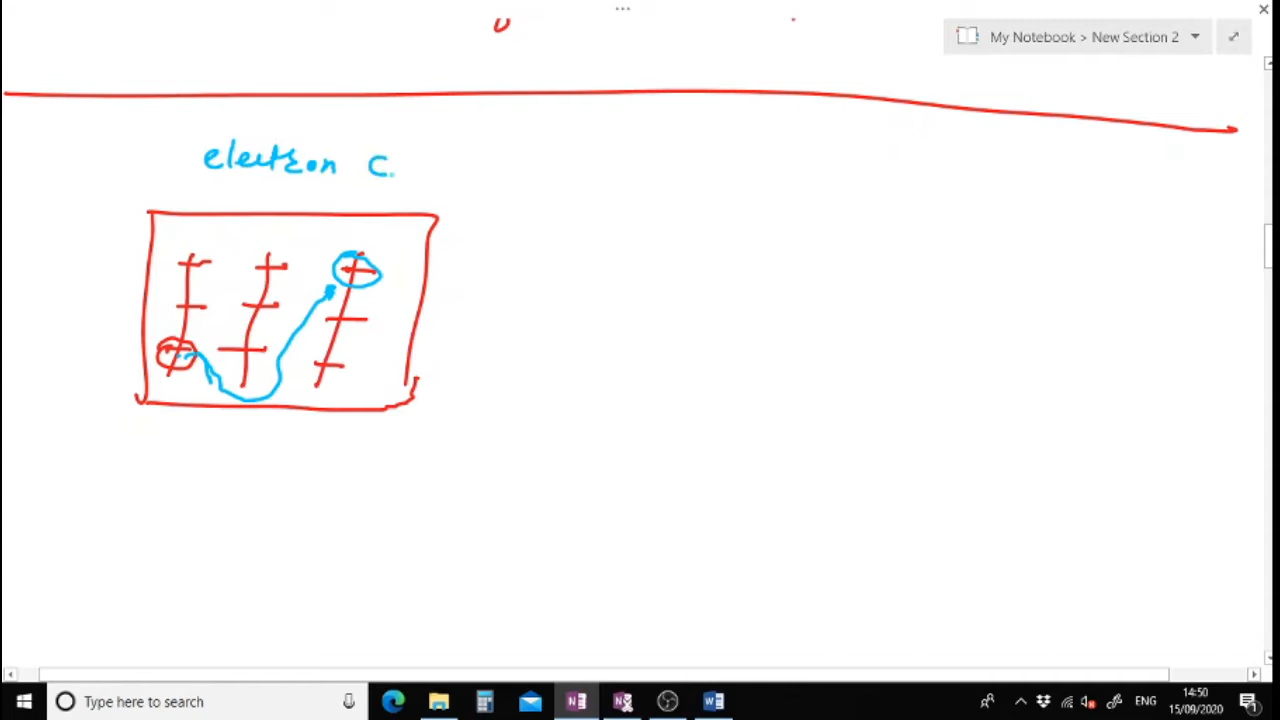 My Notebook > New Section 2
electron C.
Type here to search
ENG
14:50
15/09/2020